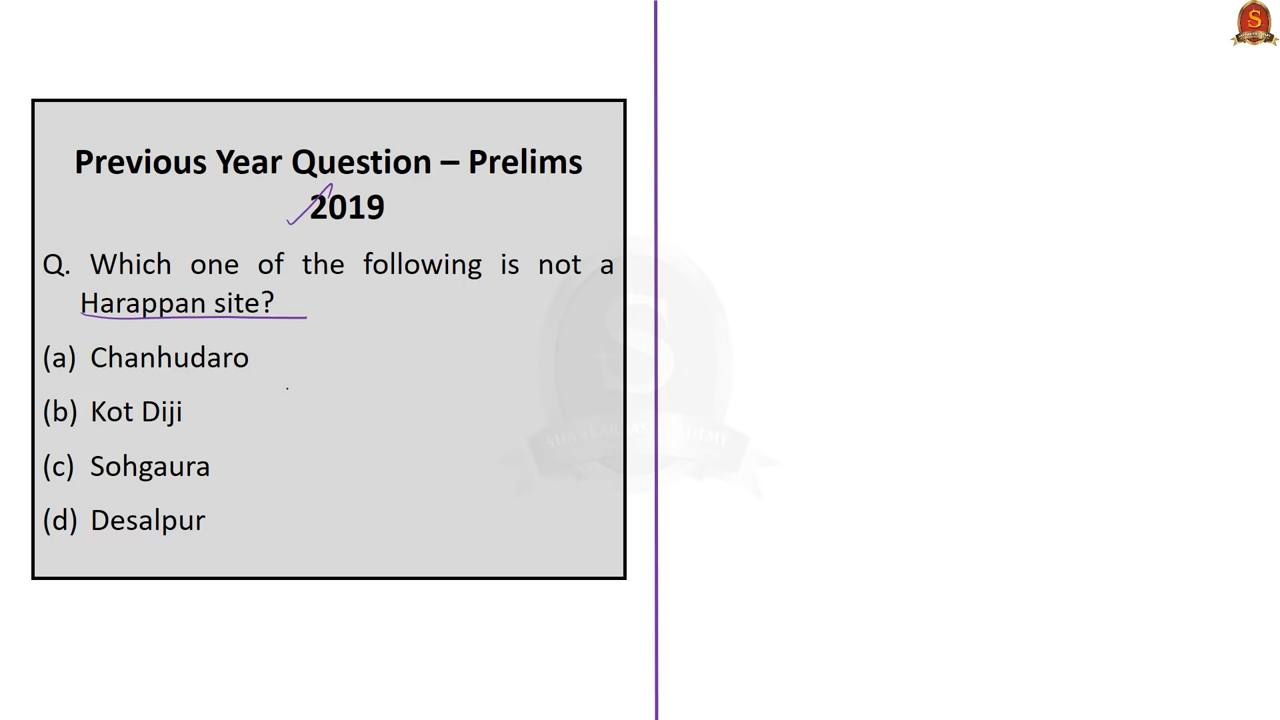 Previous Year Question – Prelims
2019
Q. Which one of the following is not a
Harappan site?
(a) Chanhudaro
(b) Kot Diji
(c) Sohgaura
(d) Desalpur